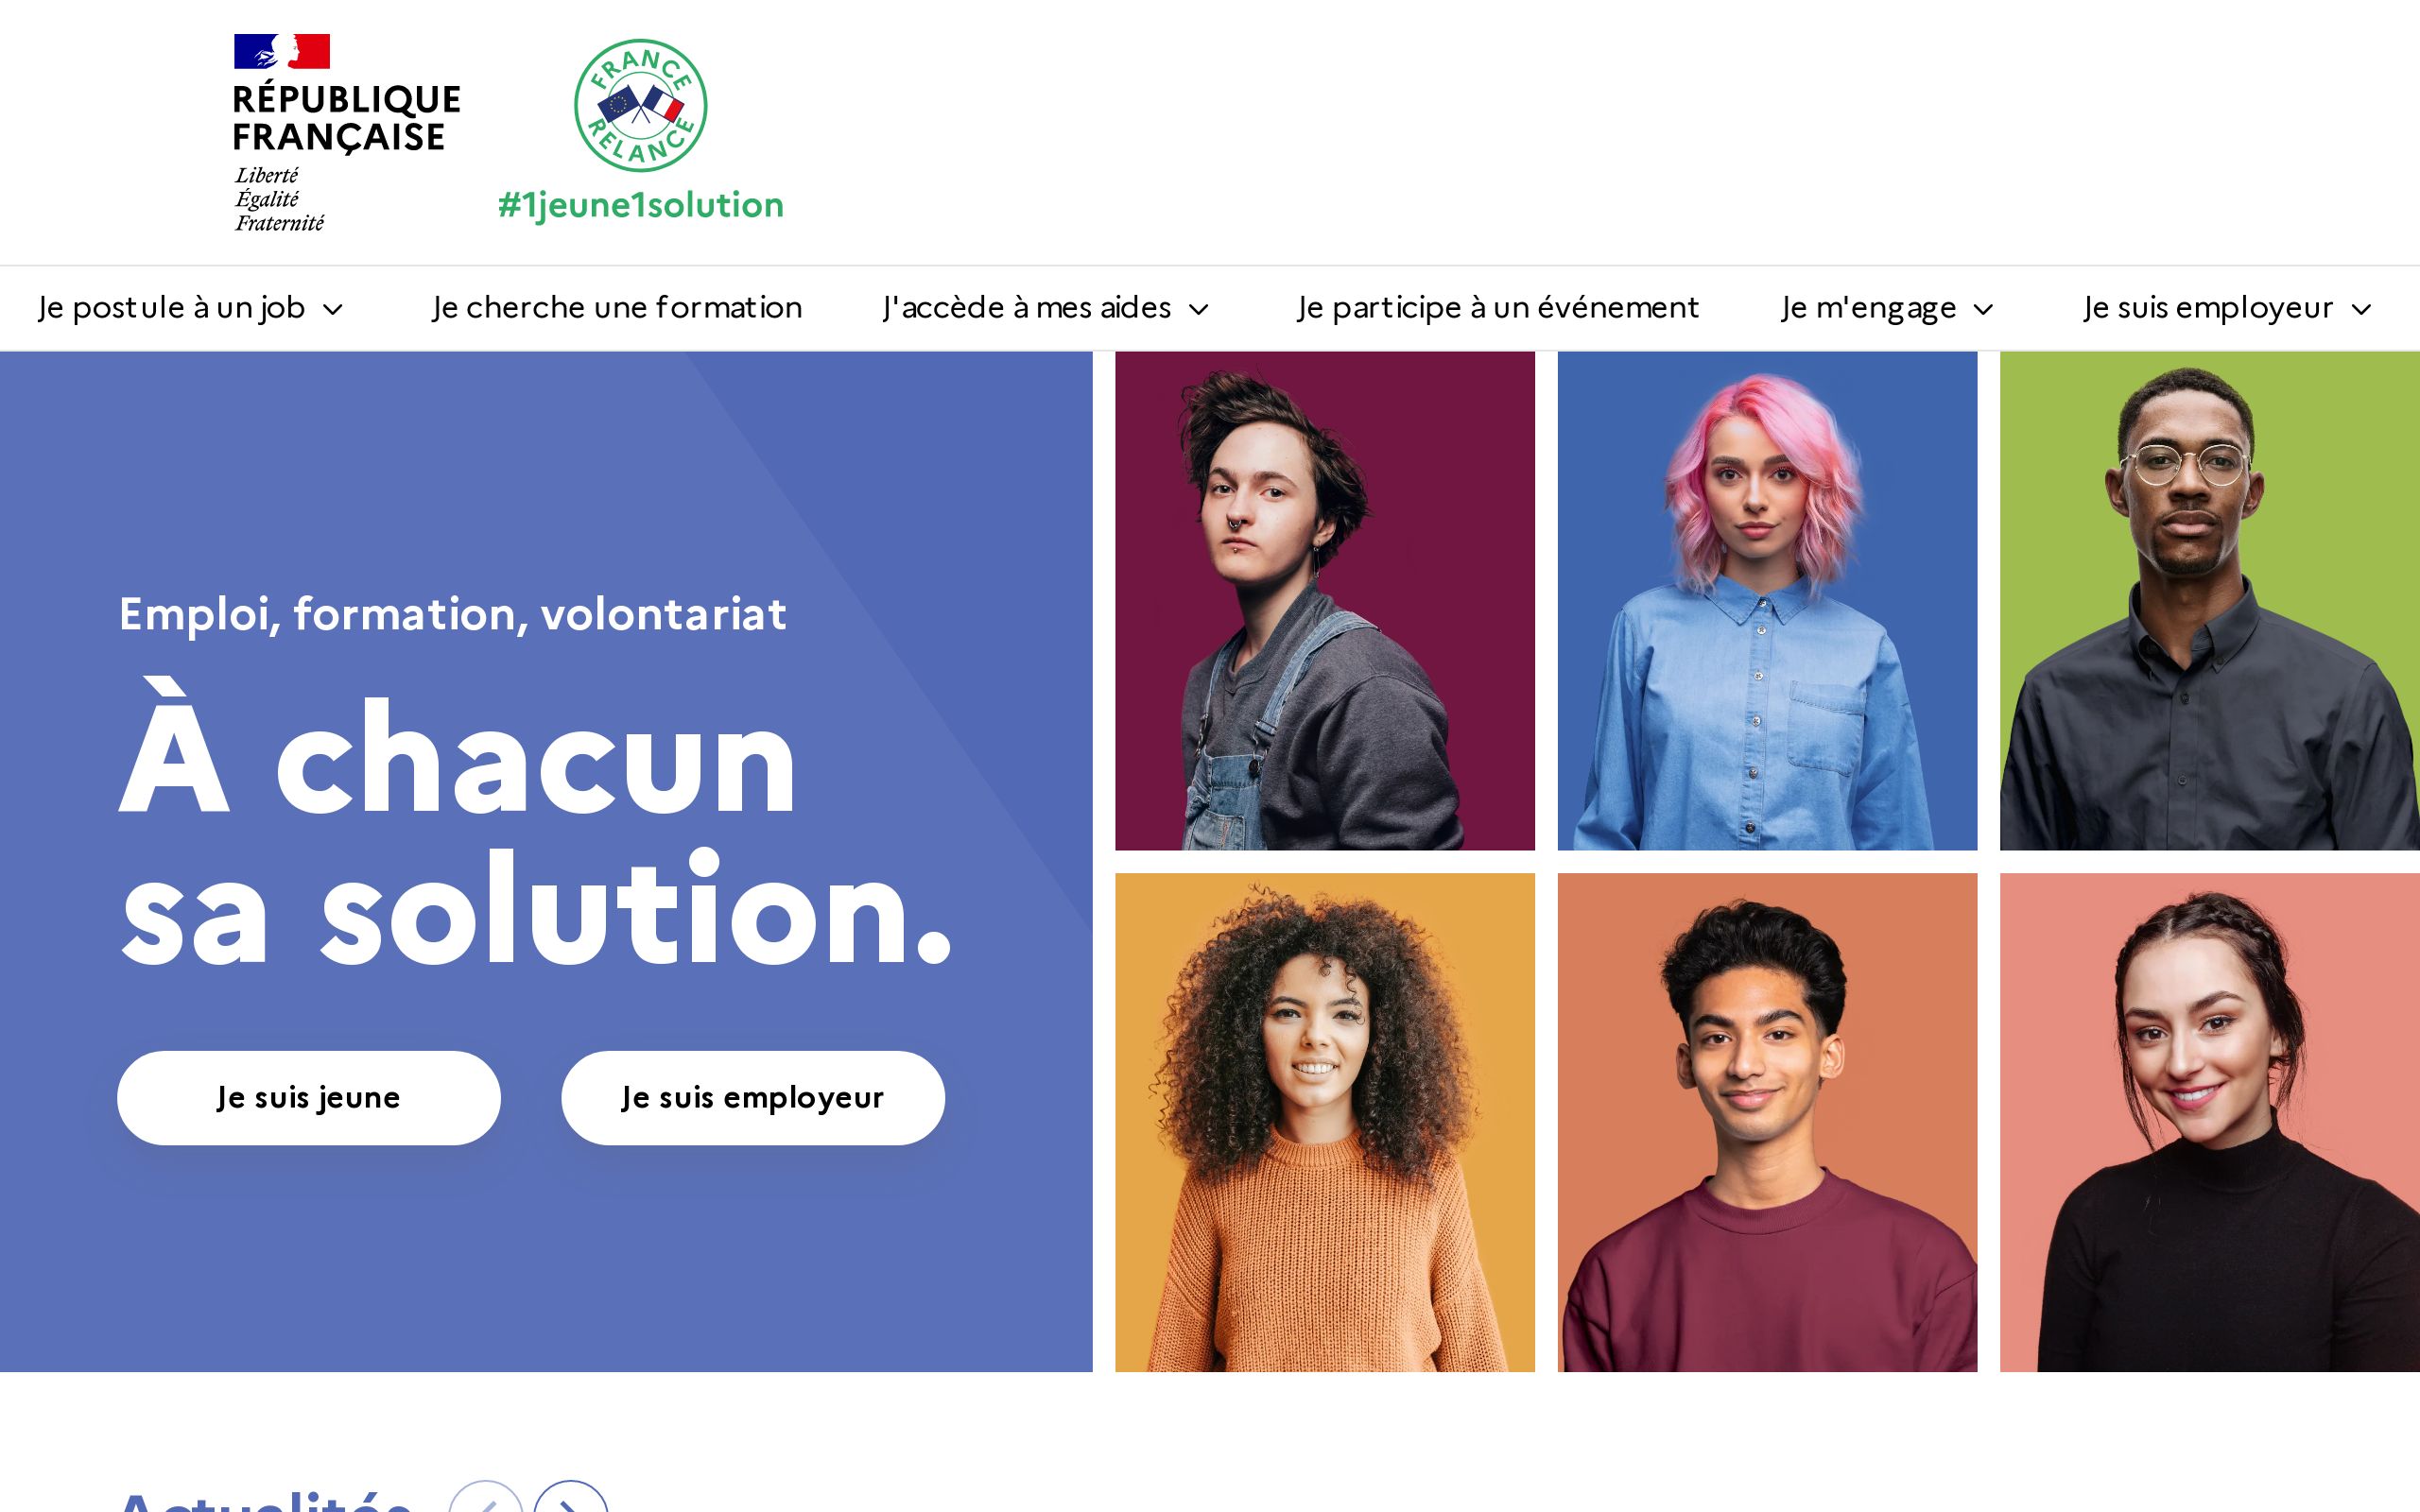 RÉPUBLIQUE
FRANÇAISE
Liberté
Égalité
Fraternité
FRANCE
RELANCE
#1jeune1solution
Je postule à un job
Je cherche une formation
J'accède à mes aides
Je participe à un événement
Je m'engage
Je suis employeur
Emploi, formation, volontariat
À chacun
sa solution.
Je suis jeune
Je suis employeur
Actualités